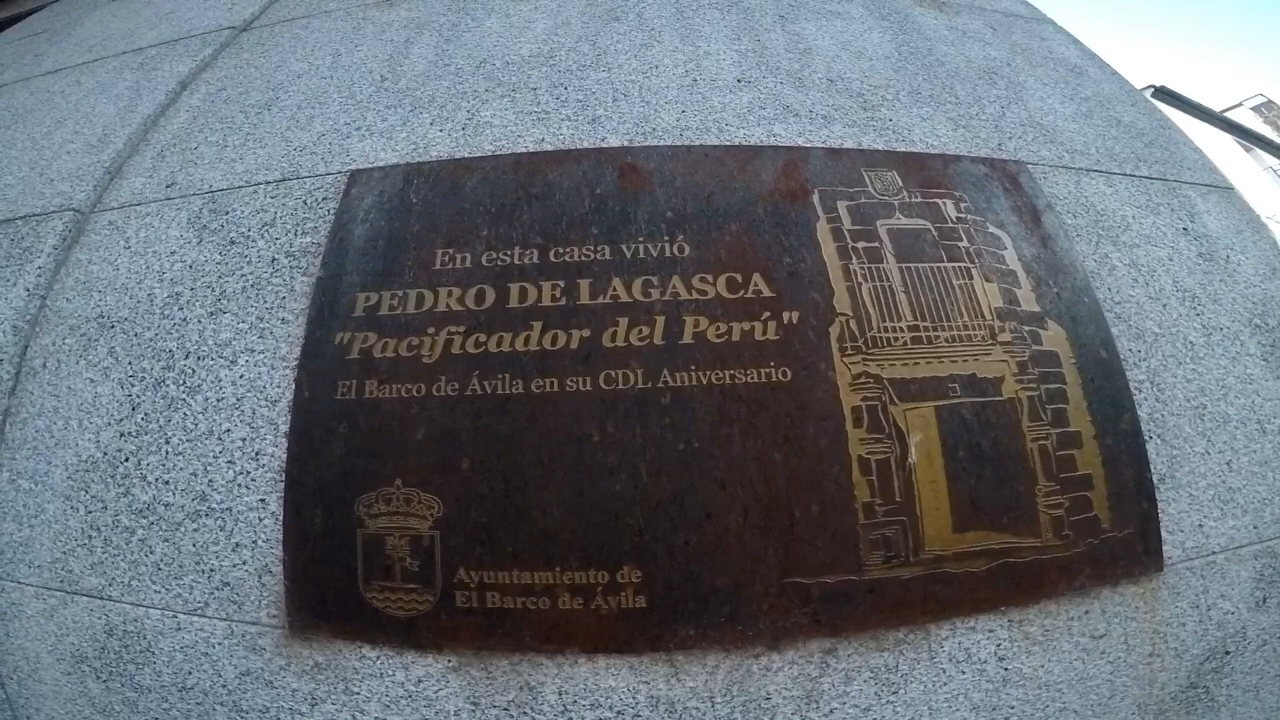 En esta casa vivió
PEDRO DE LAGASCA
"Pacificador del Perú"
El Barco de Ávila en su CDL Aniversario
Ayuntamiento de
El Barco de Ávila